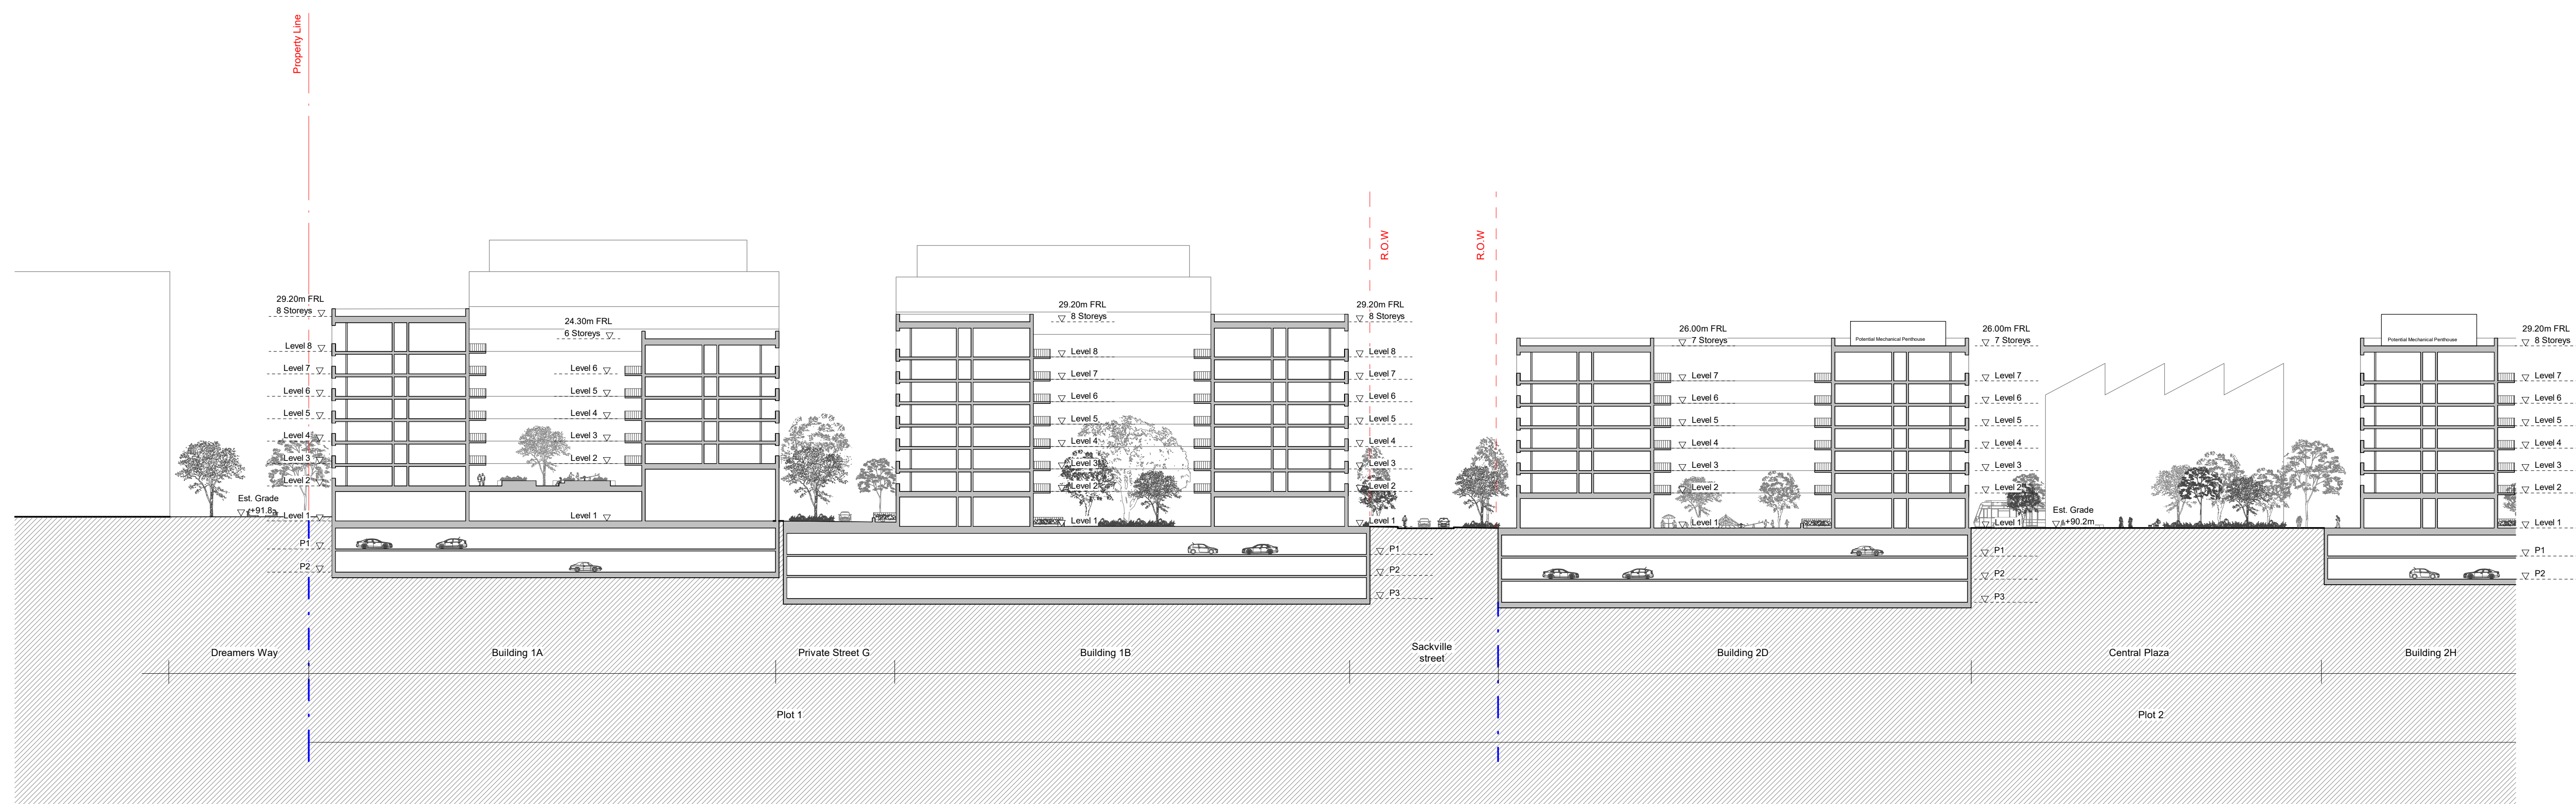 Property Line
29.20m FRL
8 Storeys
Level 8
Level 7
Level 6
Level 5
Level 4
Level 3
Level 2
Est. Grade
+91.8
Level 1
P1
P2
24.30m FRL
6 Storeys
Level 6
Level 5
Level 4
Level 3
Level 2
Level 1
29.20m FRL
8 Storeys
Level 8
Level 7
Level 6
Level 5
Level 4
Level 3
Level 2
Level 1
R.O.W
29.20m FRL
8 Storeys
Level 8
Level 7
Level 6
Level 5
Level 4
Level 3
Level 2
Level 1
P1
P2
P3
R.O.W
26.00m FRL
7 Storeys
Level 7
Level 6
Level 5
Level 4
Level 3
Level 2
Level 1
Potential Mechanical Penthouse
26.00m FRL
7 Storeys
Level 7
Level 6
Level 5
Level 4
Level 3
Level 2
Level 1
P1
P2
P3
Est. Grade
+90.2m
Potential Mechanical Penthouse
29.20m FRL
8 Storeys
Level 7
Level 6
Level 5
Level 4
Level 3
Level 2
Level 1
P1
P2
Dreamers Way
Building 1A
Private Street G
Building 1B
Sackville
street
Building 2D
Central Plaza
Building 2H
Plot 1
Plot 2